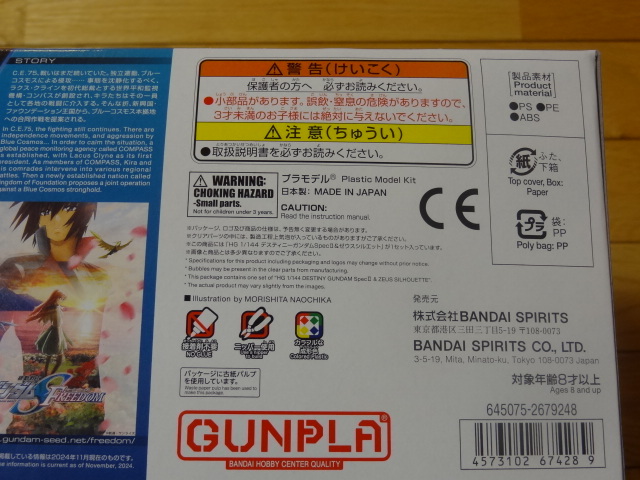 STORY
C.E.75、戦いはまだ続いていた。独立運動、ブルー
コスモスによる侵攻…… 事態を沈静化するべく、
ラクス・クラインを初代総裁とする世界平和監視
機構・コンパスが創設され、キラたちはその一員
として各地の戦闘に介入する。そんな折、新興国・
ファウンデーション王国から、ブルーコスモス本拠地
への合同作戦を提案される。
In C.E.75, the fighting still continues. There are
independence movements, and aggression by
Blue Cosmos... In order to calm the situation, a
global peace monitoring agency called COMPASS
is established, with Lacus Clyne as its first
president. As members of COMPASS, Kira and
his comrades intervene into various regional
battles. Then a newly established nation called
Kingdom of Foundation proposes a joint operation
against a Blue Cosmos stronghold.
SEED FREEDOM
.gundam-seed.net/freedom/
掲載している情報は2024年11月現在のものです。
The information is current as of November, 2024.
警告(けいこく)
保護者の方へ 必ずお読みください。
●小部品があります。誤飲・窒息の危険がありますので、
3才未満のお子様には絶対に与えないでください。
注意(ちゅうい)
●取扱説明書を必ずお読みください。
WARNING:
CHOKING HAZARD
-Small parts.
Not for children under 3 years.
プラモデル® Plastic Model Kit
日本製: MADE IN JAPAN
CAUTION:
Read the instruction manual.
CE
※パッケージ、ロゴ及び商品の仕様は、予告無く変更する場合があります。
※クリアパーツの中には、製造工程上気泡が入っているものがありますがご了承ください。
※この商品には「HG 1/144 デスティニーガンダムSpecⅡ&ゼウスシルエット」が1セット入っています。
※画像と商品とは多少異なりますのでご了承ください。
* Specifications for this product including packaging and logos may change without prior notice.
* Bubbles may be present in the clear parts from manufacturing.
* This package contains one set of "HG 1/144 DESTINY GUNDAM SpecⅡ & ZEUS SILHOUETTE".
* The actual product may vary slightly from the images.
■Illustration by MORISHITA NAOCHIKA
接着剤不要
NO GLUE
ニッパー使用
Use a nipper to build
カラフルな
成形色
Colored plastic
パッケージに古紙パルプ
を使用しています。
GUNPLA®
BANDAI HOBBY CENTER QUALITY
製品素材
Product
material
●PS ●PE
●ABS
紙
ふた、
下箱
Top cover, Box:
Paper
プラ
袋:
PP
Poly bag: PP
発売元
株式会社BANDAI SPIRITS
東京都港区三田三丁目5-19 〒108-0073
BANDAI SPIRITS CO., LTD.
3-5-19, Mita, Minato-ku, Tokyo 108-0073 JAPAN
対象年齢8才以上
Ages 8 and up
645075-2679248
4573102 674289